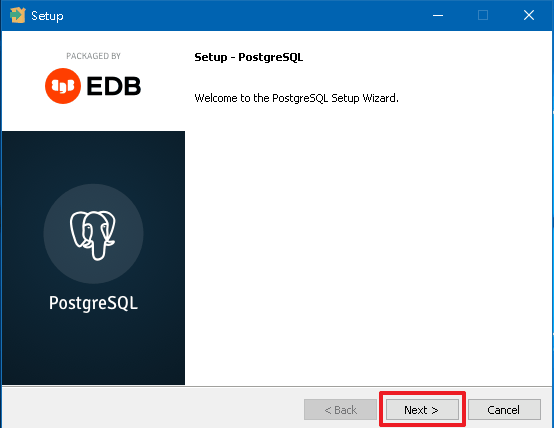 Setup
PACKAGED BY
EDB
Setup - PostgreSQL
Welcome to the PostgreSQL Setup Wizard.
PostgreSQL
< Back
Next >
Cancel